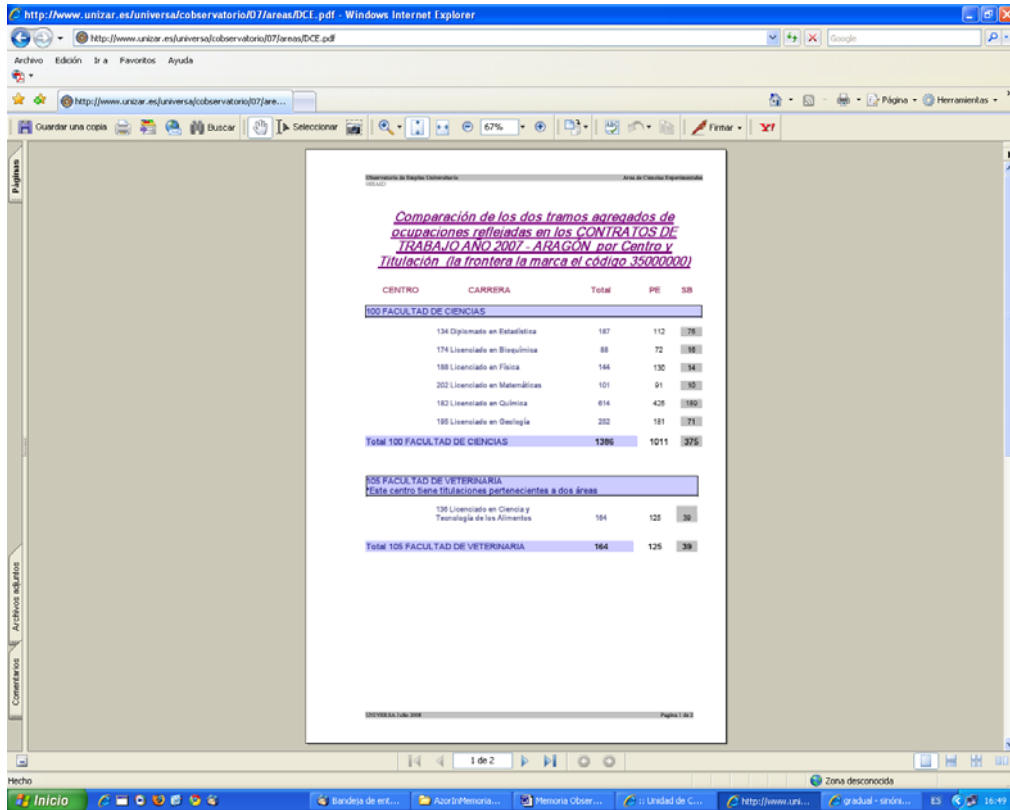 http://www.unizar.es/universa/cobservatorio/07/areas/DCE.pdf - Windows Internet Explorer
http://www.unizar.es/universa/cobservatorio/07/areas/DCE.pdf
Google
Archivo Edición Ir a Favoritos Ayuda
http://www.unizar.es/universa/cobservatorio/07/are...
Página Herramientas
Guardar una copia Buscar Seleccionar 67% Firmar Y!
Páginas
Archivos adjuntos
Comentarios
Observatorio de Empleo Universitario Area de Ciencias Experimentales
Comparación de los dos tramos agregados de
ocupaciones reflejadas en los CONTRATOS DE
TRABAJO AÑO 2007 - ARAGÓN por Centro y
Titulación (la frontera la marca el código 35000000)
CENTRO CARRERA Total PE SB
100 FACULTAD DE CIENCIAS
134 Diplomado en Estadística 187 112 75
174 Licenciado en Bioquímica 88 72 16
188 Licenciado en Física 144 130 14
202 Licenciado en Matemáticas 101 91 10
182 Licenciado en Química 614 425 189
195 Licenciado en Geología 252 181 71
Total 100 FACULTAD DE CIENCIAS 1386 1011 375
105 FACULTAD DE VETERINARIA
*Este centro tiene titulaciones pertenecientes a dos áreas
136 Licenciado en Ciencia y
Tecnología de los Alimentos 164 125 39
Total 105 FACULTAD DE VETERINARIA 164 125 39
UNIVERSA Julio 2008 Página 1 de 2
1 de 2
Hecho Zona desconocida
Inicio Bandeja de ent... AzorInMemoria... Memoria Obser... :: Unidad de C... http://www.uni... gradual - sinóni... ES 16:49